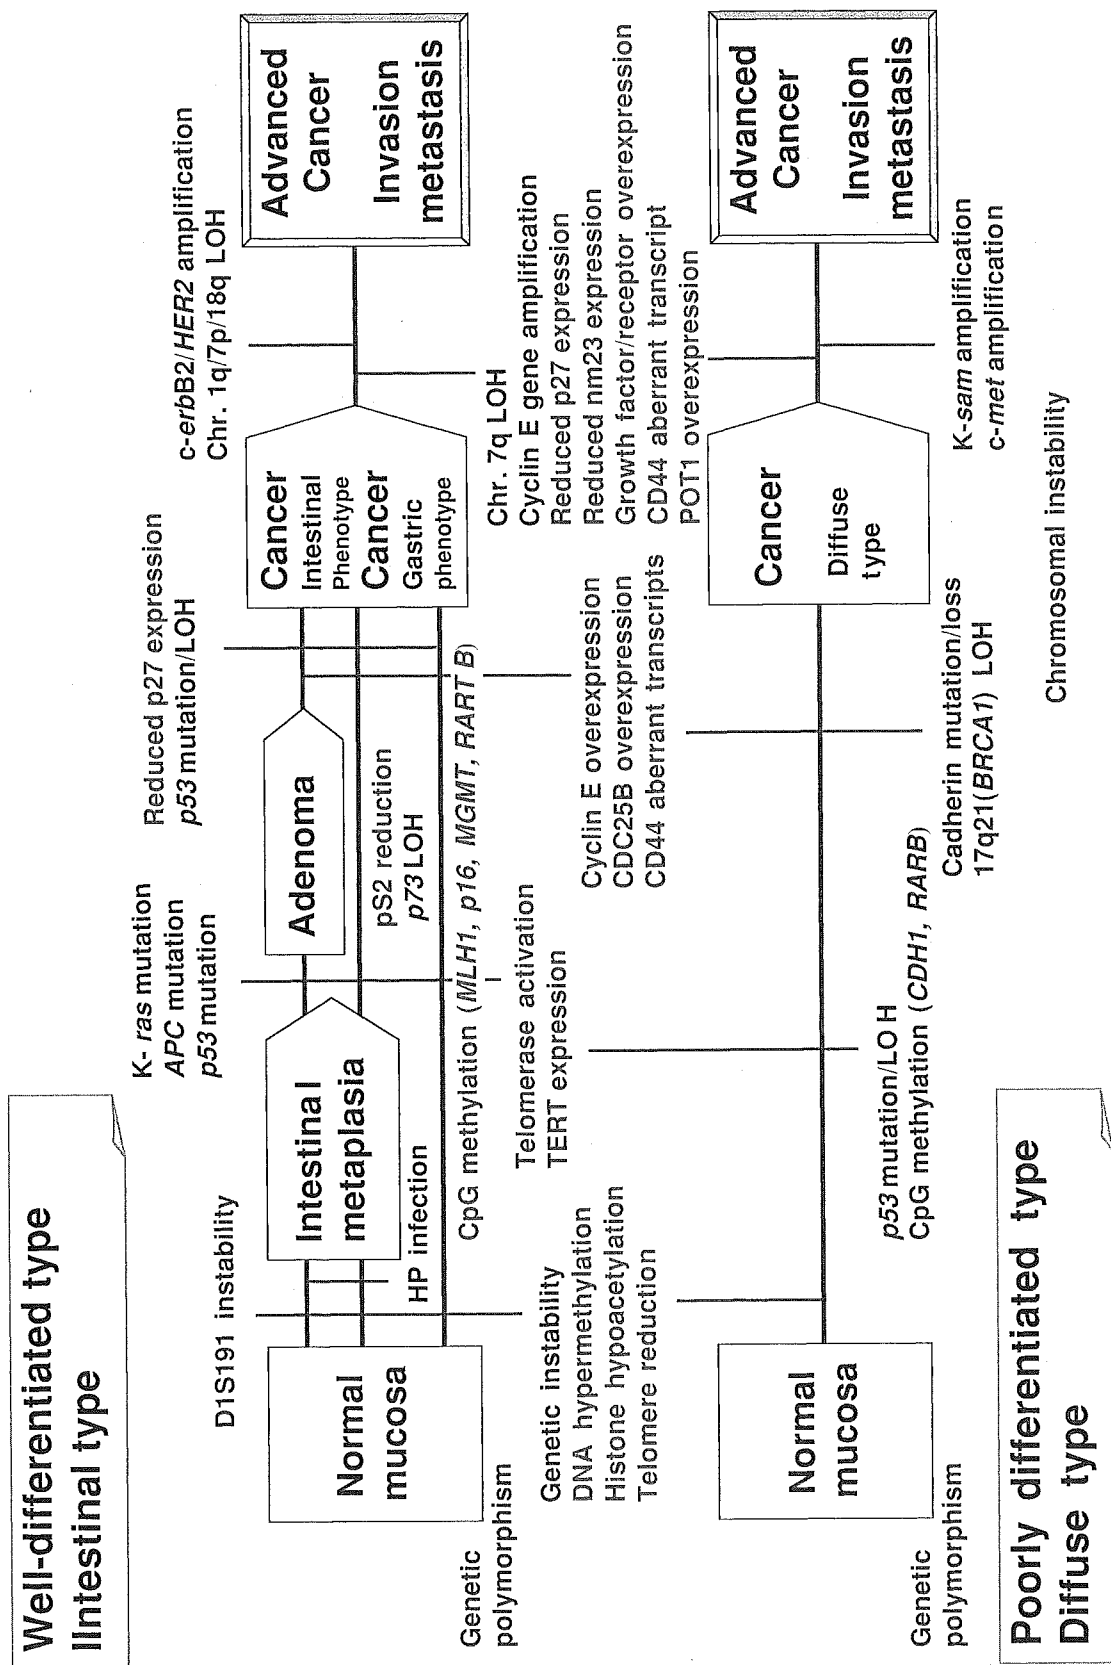 Well-differentiated type
IIntestinal type
K- ras mutation
APC mutation
p53 mutation
Reduced p27 expression
p53 mutation/LOH
c-erbB2/HER2 amplification
Chr. 1q/7p/18q LOH
D1S191 instability
Normal
mucosa
Intestinal
metaplasia
Adenoma
Cancer
Intestinal
Phenotype
Cancer
Gastric
phenotype
Advanced
Cancer
Invasion
metastasis
HP infection
pS2 reduction
p73 LOH
CpG methylation (MLH1, p16, MGMT, RART B)
Genetic
polymorphism
Genetic instability
DNA hypermethylation
Histone hypoacetylation
Telomere reduction
Telomerase activation
TERT expression
Cyclin E overexpression
CDC25B overexpression
CD44 aberrant transcripts
Chr. 7q LOH
Cyclin E gene amplification
Reduced p27 expression
Reduced nm23 expression
Growth factor/receptor overexpression
CD44 aberrant transcript
POT1 overexpression
Normal
mucosa
Cancer
Diffuse
type
Advanced
Cancer
Invasion
metastasis
Genetic
polymorphism
p53 mutation/LO H
CpG methylation (CDH1, RARB)
Cadherin mutation/loss
17q21(BRCA1) LOH
K-sam amplification
c-met amplification
Chromosomal instability
Poorly differentiated type
Diffuse type